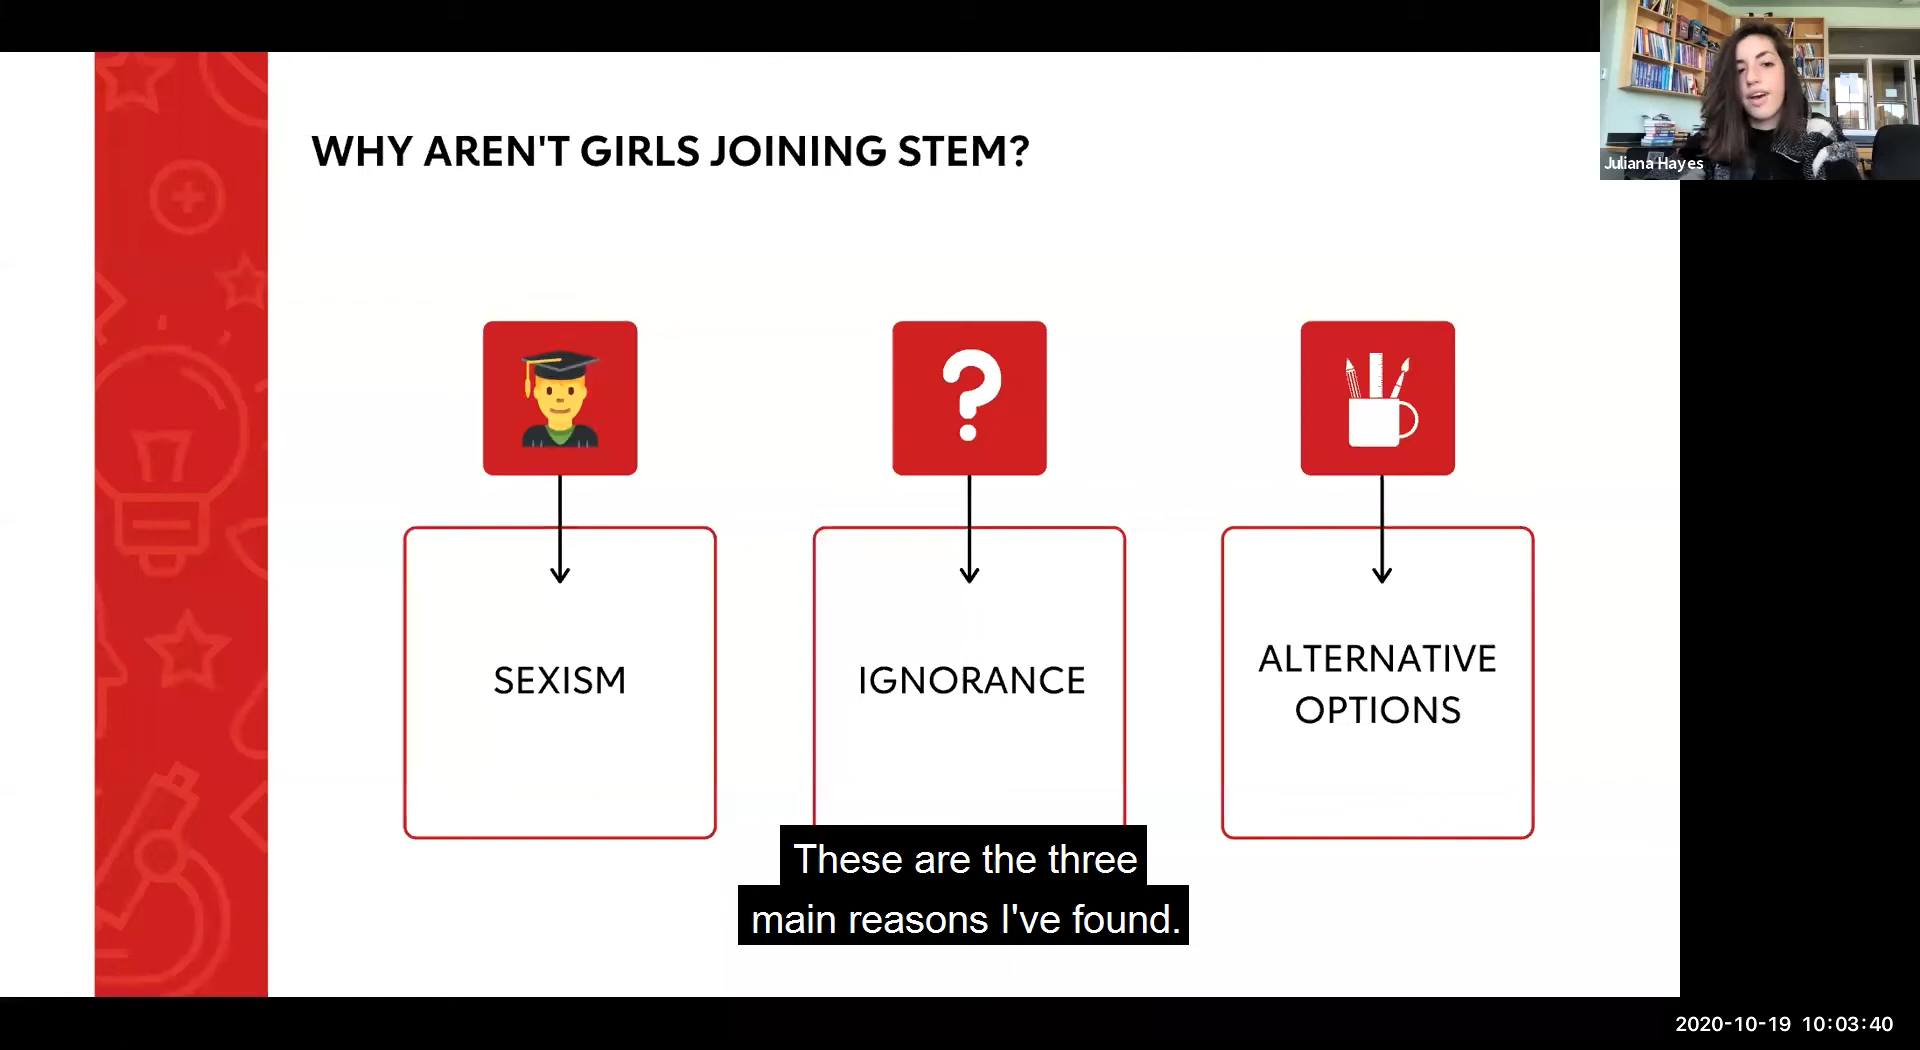 Juliana Hayes
WHY AREN'T GIRLS JOINING STEM?
SEXISM
IGNORANCE
ALTERNATIVE
OPTIONS
These are the three
main reasons I've found.
2020-10-19 10:03:40